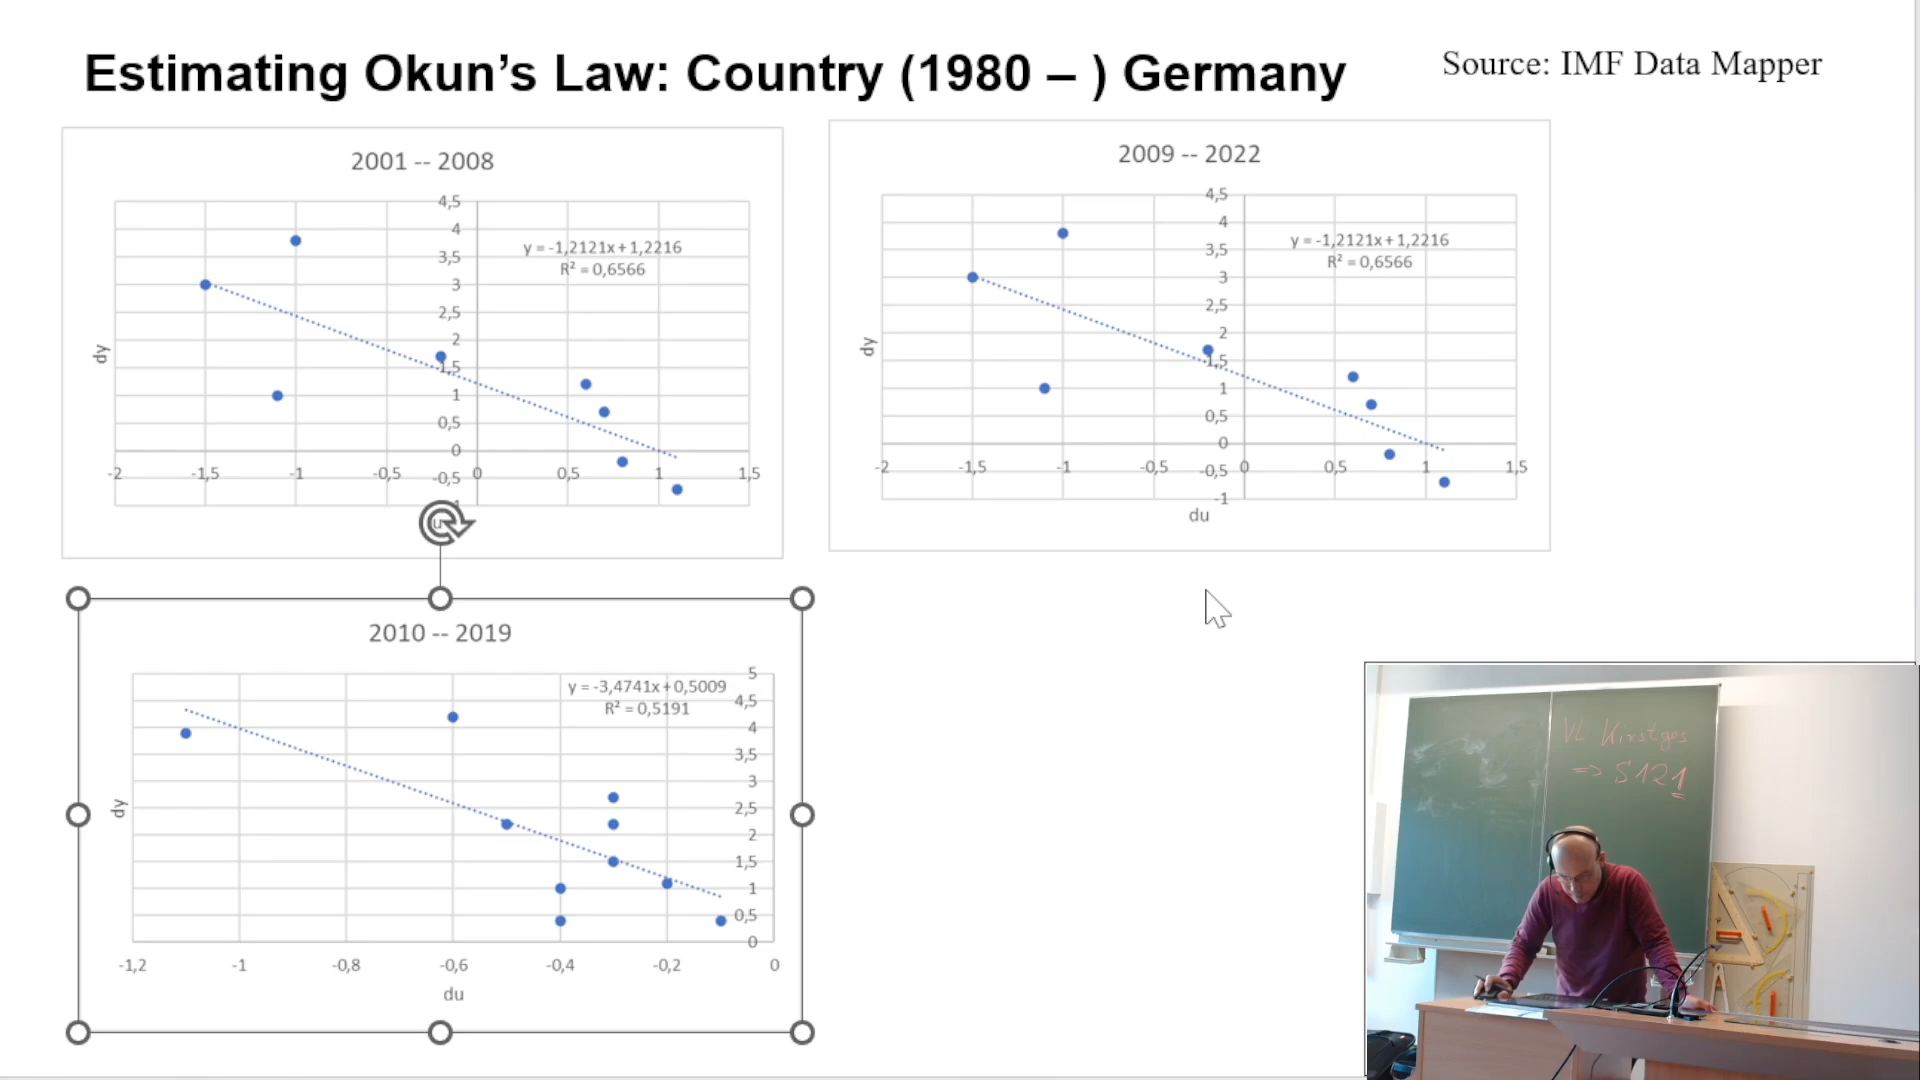 Estimating Okun’s Law: Country (1980 – ) Germany
Source: IMF Data Mapper
2001 -- 2008
4,5
4
3,5
3
2,5
2
1,5
1
0,5
0
-0,5
y = -1,2121x + 1,2216
R² = 0,6566
dy
-2 -1,5 -1 -0,5 0 0,5 1 1,5
2009 -- 2022
4,5
4
3,5
3
2,5
2
1,5
1
0,5
0
-0,5
-1
y = -1,2121x + 1,2216
R² = 0,6566
dy
-2 -1,5 -1 -0,5 0 0,5 1 1,5
du
2010 -- 2019
5
4,5
4
3,5
3
2,5
2
1,5
1
0,5
0
y = -3,4741x + 0,5009
R² = 0,5191
dy
-1,2 -1 -0,8 -0,6 -0,4 -0,2 0
du
VL Kirstges
=> S121